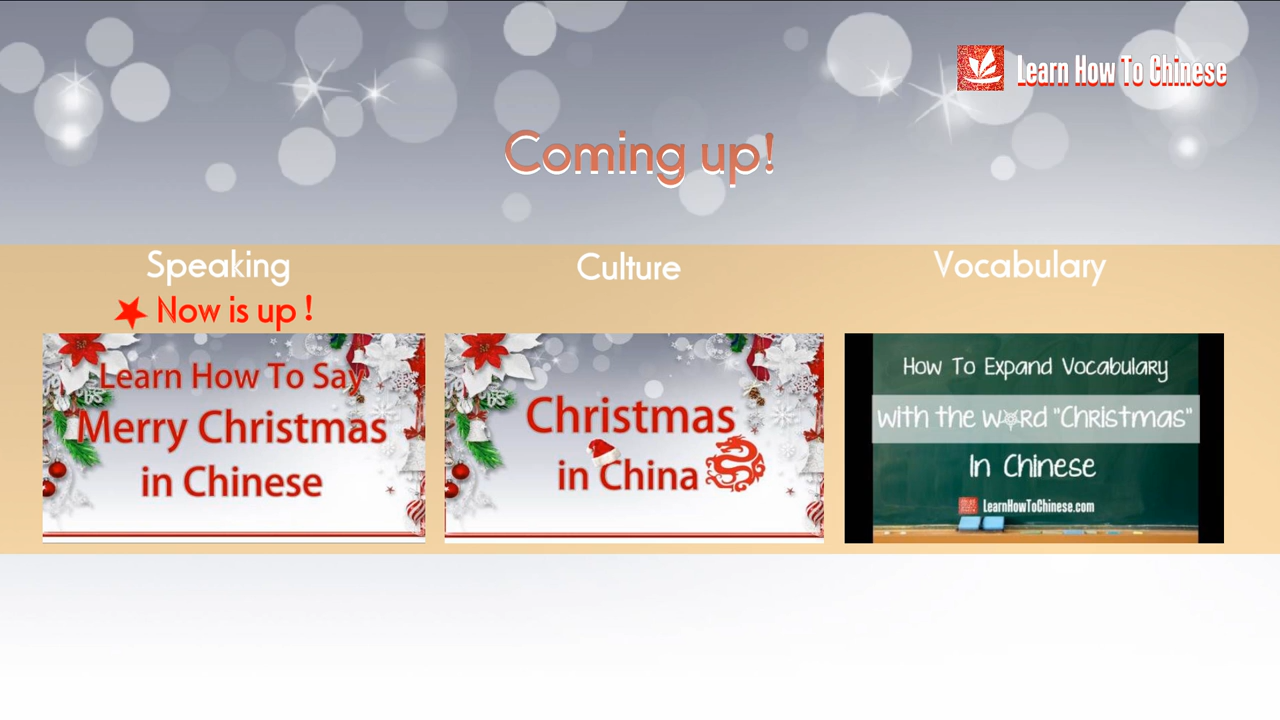 Learn How To Chinese
Coming up!
Speaking
Culture
Vocabulary
Now is up !
Learn How To Say
Merry Christmas
in Chinese
Christmas
in China
How To Expand Vocabulary
with the word "Christmas"
In Chinese
LearnHowToChinese.com